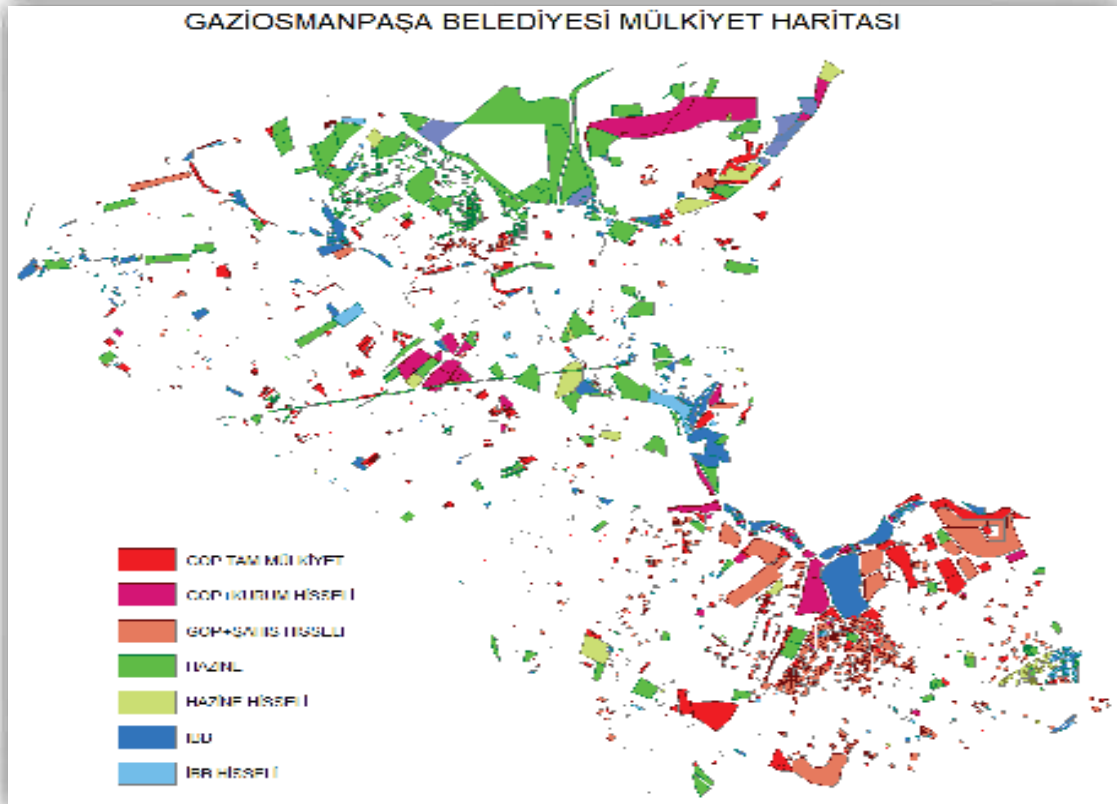 GAZİOSMANPAŞA BELEDİYESİ MÜLKİYET HARİTASI
GOP TAM MÜLKİYET
GOP+KURUM HİSSELİ
GOP+ŞAHIS HİSSELİ
HAZİNE
HAZİNE HİSSELİ
İBB
İBB HİSSELİ